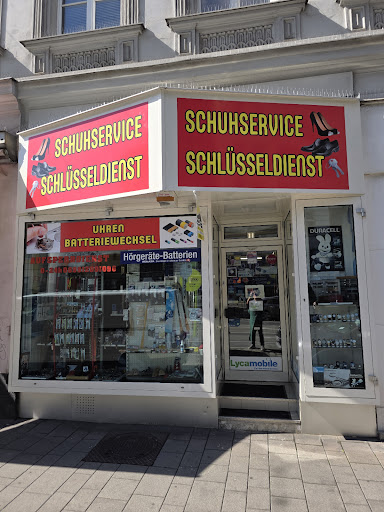 SCHUHSERVICE
SCHLÜSSELDIENST
SCHUHSERVICE
SCHLÜSSELDIENST
UHREN
BATTERIEWECHSEL
Hörgeräte-Batterien
DURACELL
Lycamobile